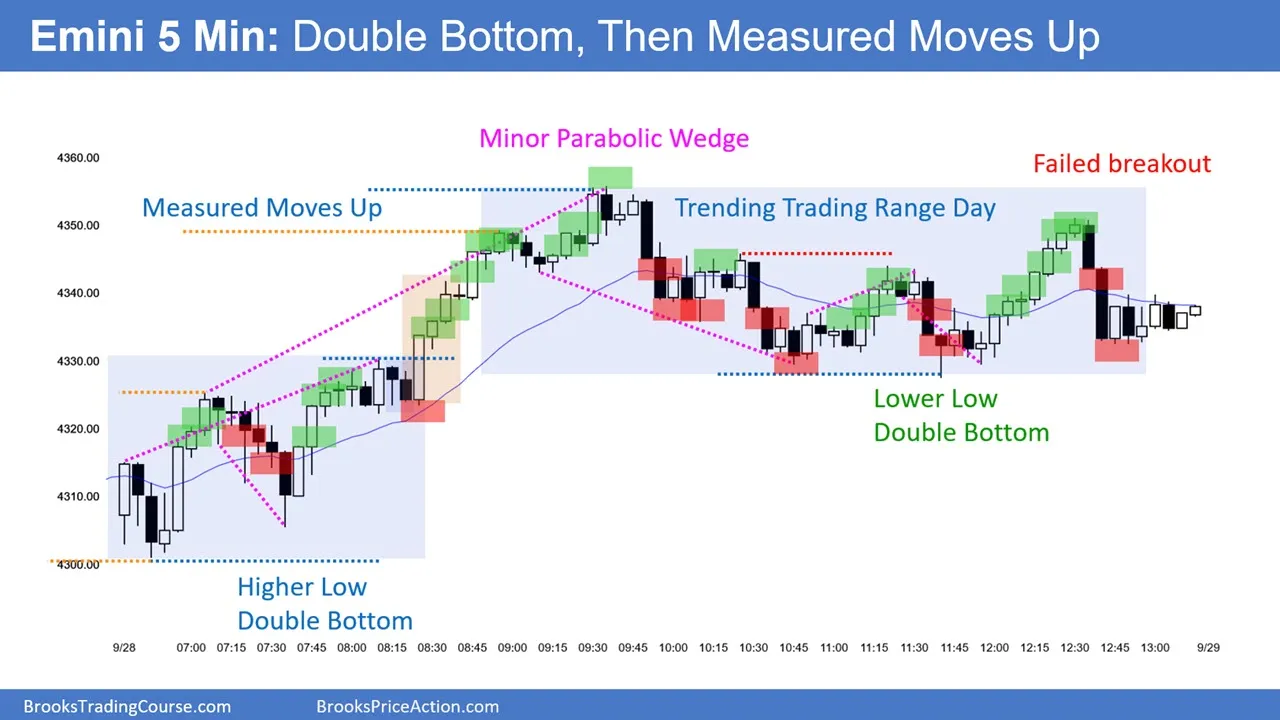 Emini 5 Min: Double Bottom, Then Measured Moves Up
Minor Parabolic Wedge
Failed breakout
Measured Moves Up
Trending Trading Range Day
4360.00
4350.00
4340.00
4330.00
4320.00
4310.00
4300.00
Lower Low
Double Bottom
Higher Low
Double Bottom
9/28 07:00 07:15 07:30 07:45 08:00 08:15 08:30 08:45 09:00 09:15 09:30 09:45 10:00 10:15 10:30 10:45 11:00 11:15 11:30 11:45 12:00 12:15 12:30 12:45 13:00 9/29
BrooksTradingCourse.com BrooksPriceAction.com